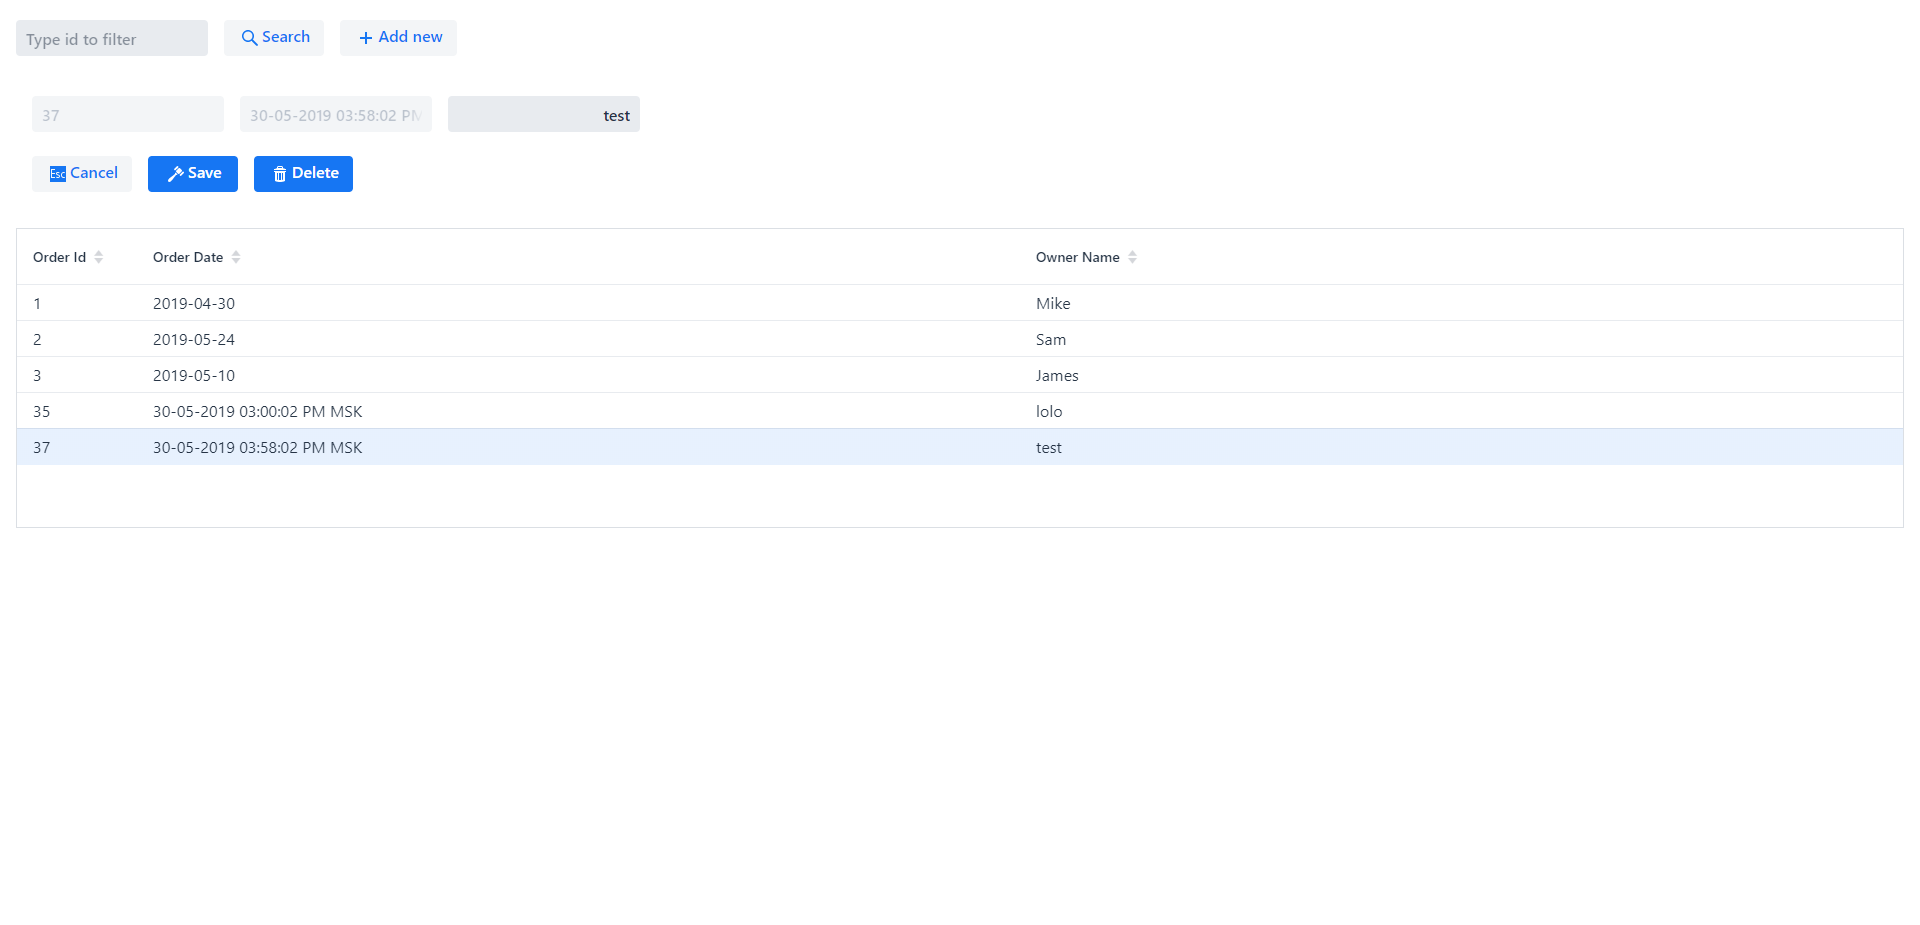 Type id to filter Search Add new
37 30-05-2019 03:58:02 PM test
Esc Cancel Save Delete
Order Id Order Date Owner Name
1 2019-04-30 Mike
2 2019-05-24 Sam
3 2019-05-10 James
35 30-05-2019 03:00:02 PM MSK lolo
37 30-05-2019 03:58:02 PM MSK test